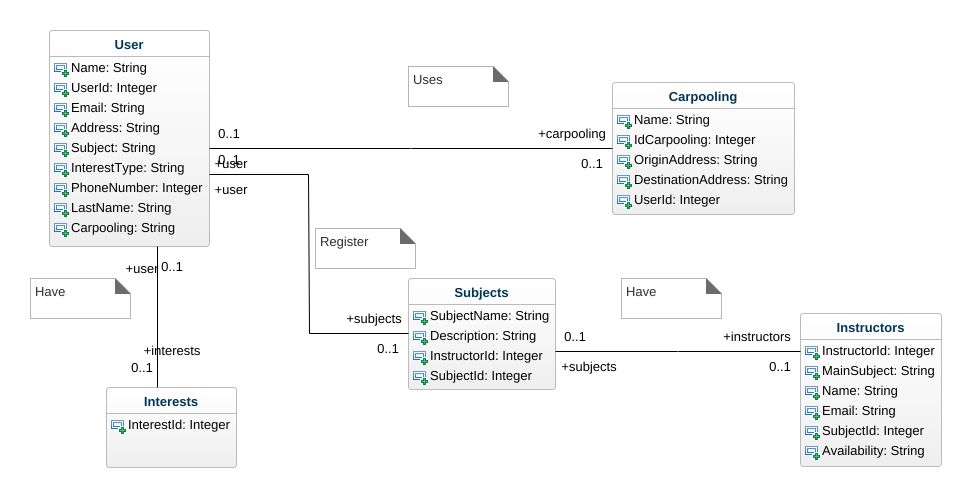 User
Name: String
UserId: Integer
Email: String
Address: String
Subject: String
InterestType: String
PhoneNumber: Integer
LastName: String
Carpooling: String
Uses
0..1
+carpooling
0..1
+user
0..1
+user
Carpooling
Name: String
IdCarpooling: Integer
OriginAddress: String
DestinationAddress: String
UserId: Integer
Register
+user
0..1
Have
+interests
0..1
Interests
InterestId: Integer
+subjects
0..1
Subjects
SubjectName: String
Description: String
InstructorId: Integer
SubjectId: Integer
Have
0..1
+instructors
+subjects
0..1
Instructors
InstructorId: Integer
MainSubject: String
Name: String
Email: String
SubjectId: Integer
Availability: String